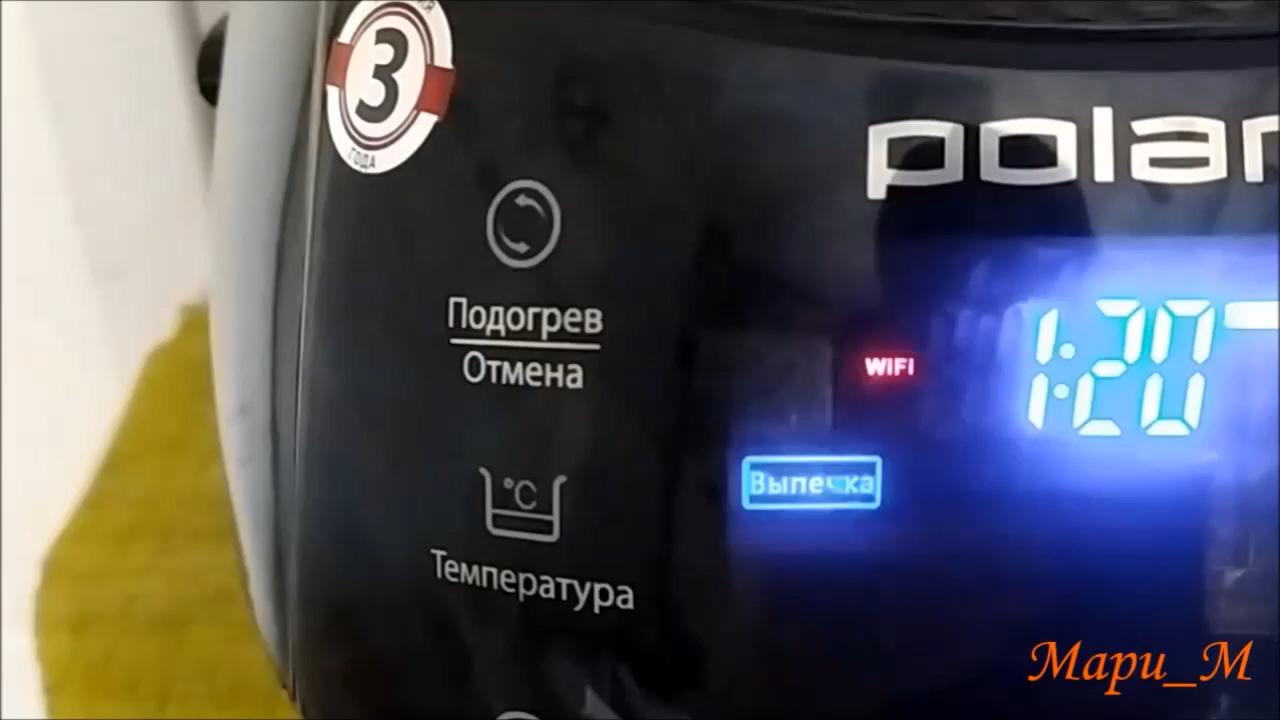 3
ГОДА
polar
Подогрев
Отмена
WiFi
1:20
Выпечка
°C
Температура
Мари_М